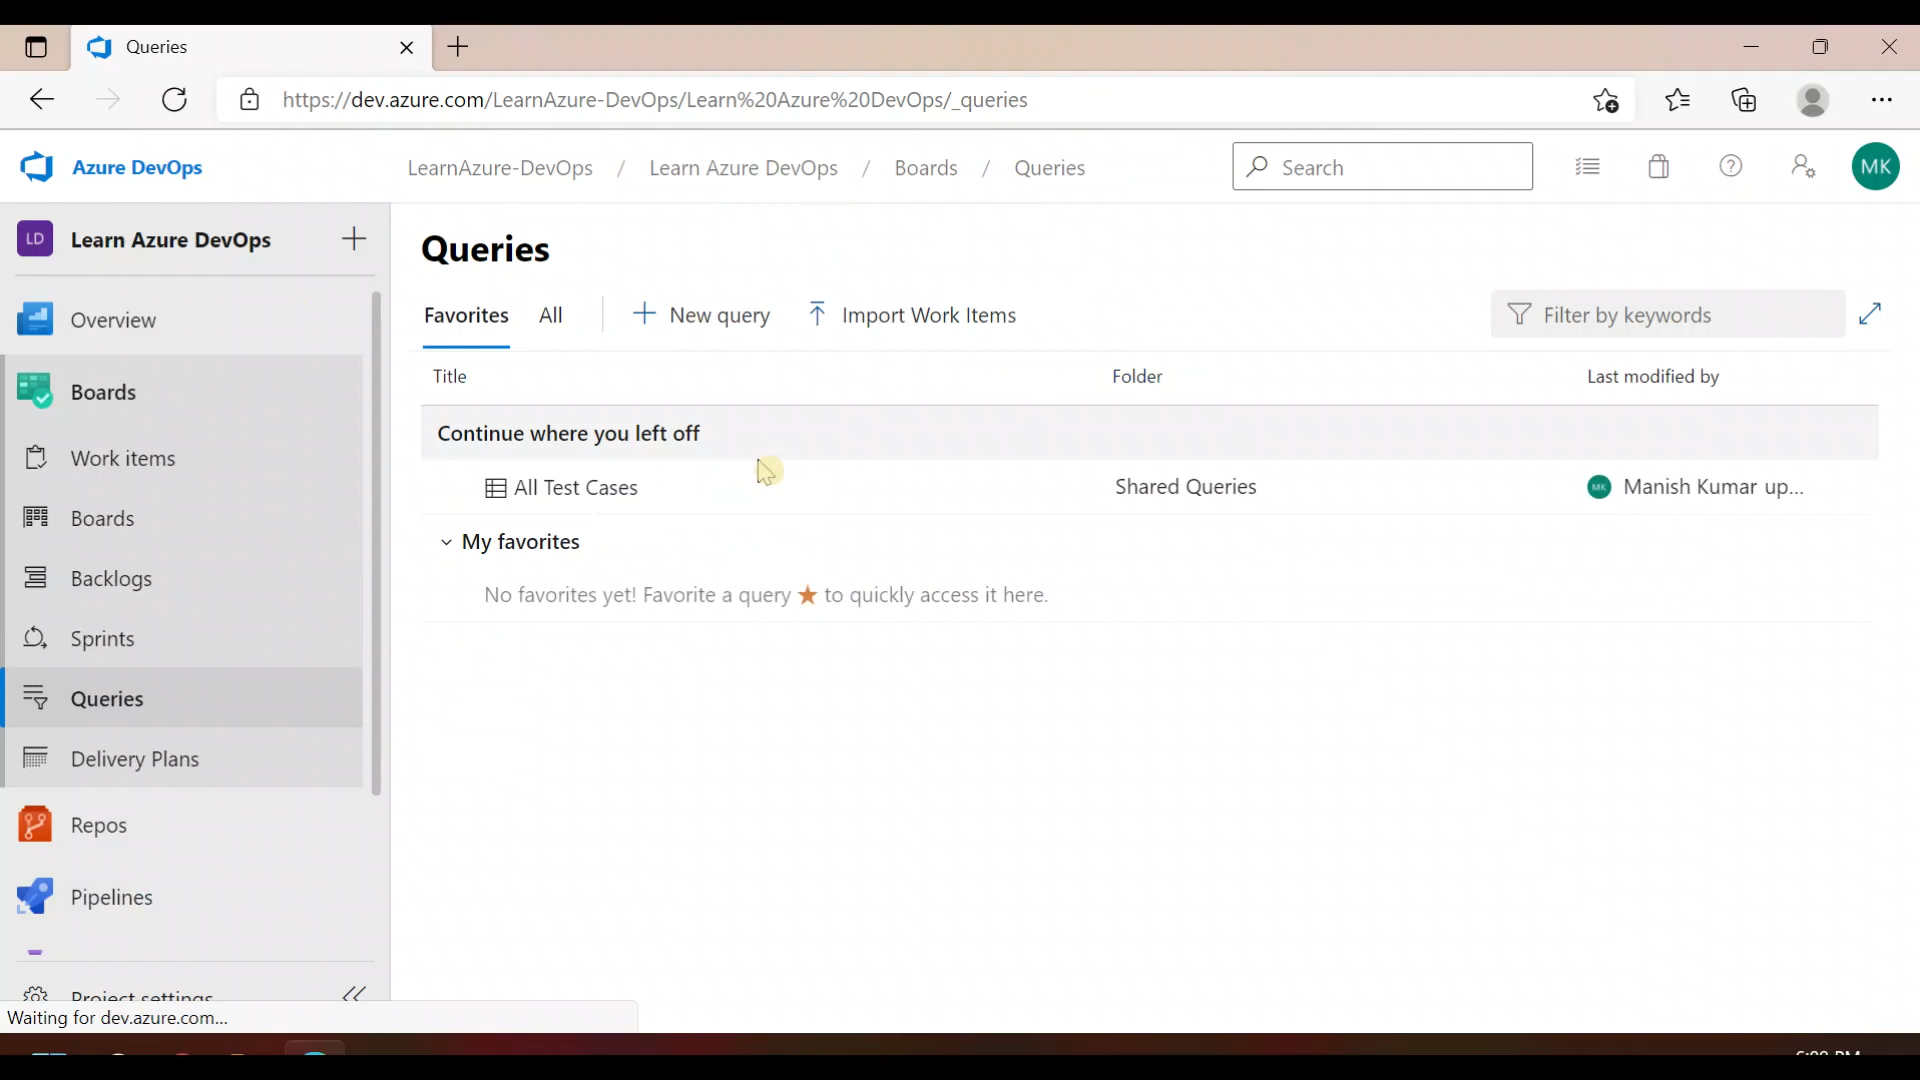 Queries
https://dev.azure.com/LearnAzure-DevOps/Learn%20Azure%20DevOps/_queries
Azure DevOps
LearnAzure-DevOps / Learn Azure DevOps / Boards / Queries
Search
MK
LD Learn Azure DevOps
Overview
Boards
Work items
Boards
Backlogs
Sprints
Queries
Delivery Plans
Repos
Pipelines
Project settings
Queries
Favorites All New query Import Work Items
Filter by keywords
Title Folder Last modified by
Continue where you left off
All Test Cases Shared Queries MK Manish Kumar up...
My favorites
No favorites yet! Favorite a query ★ to quickly access it here.
Waiting for dev.azure.com...